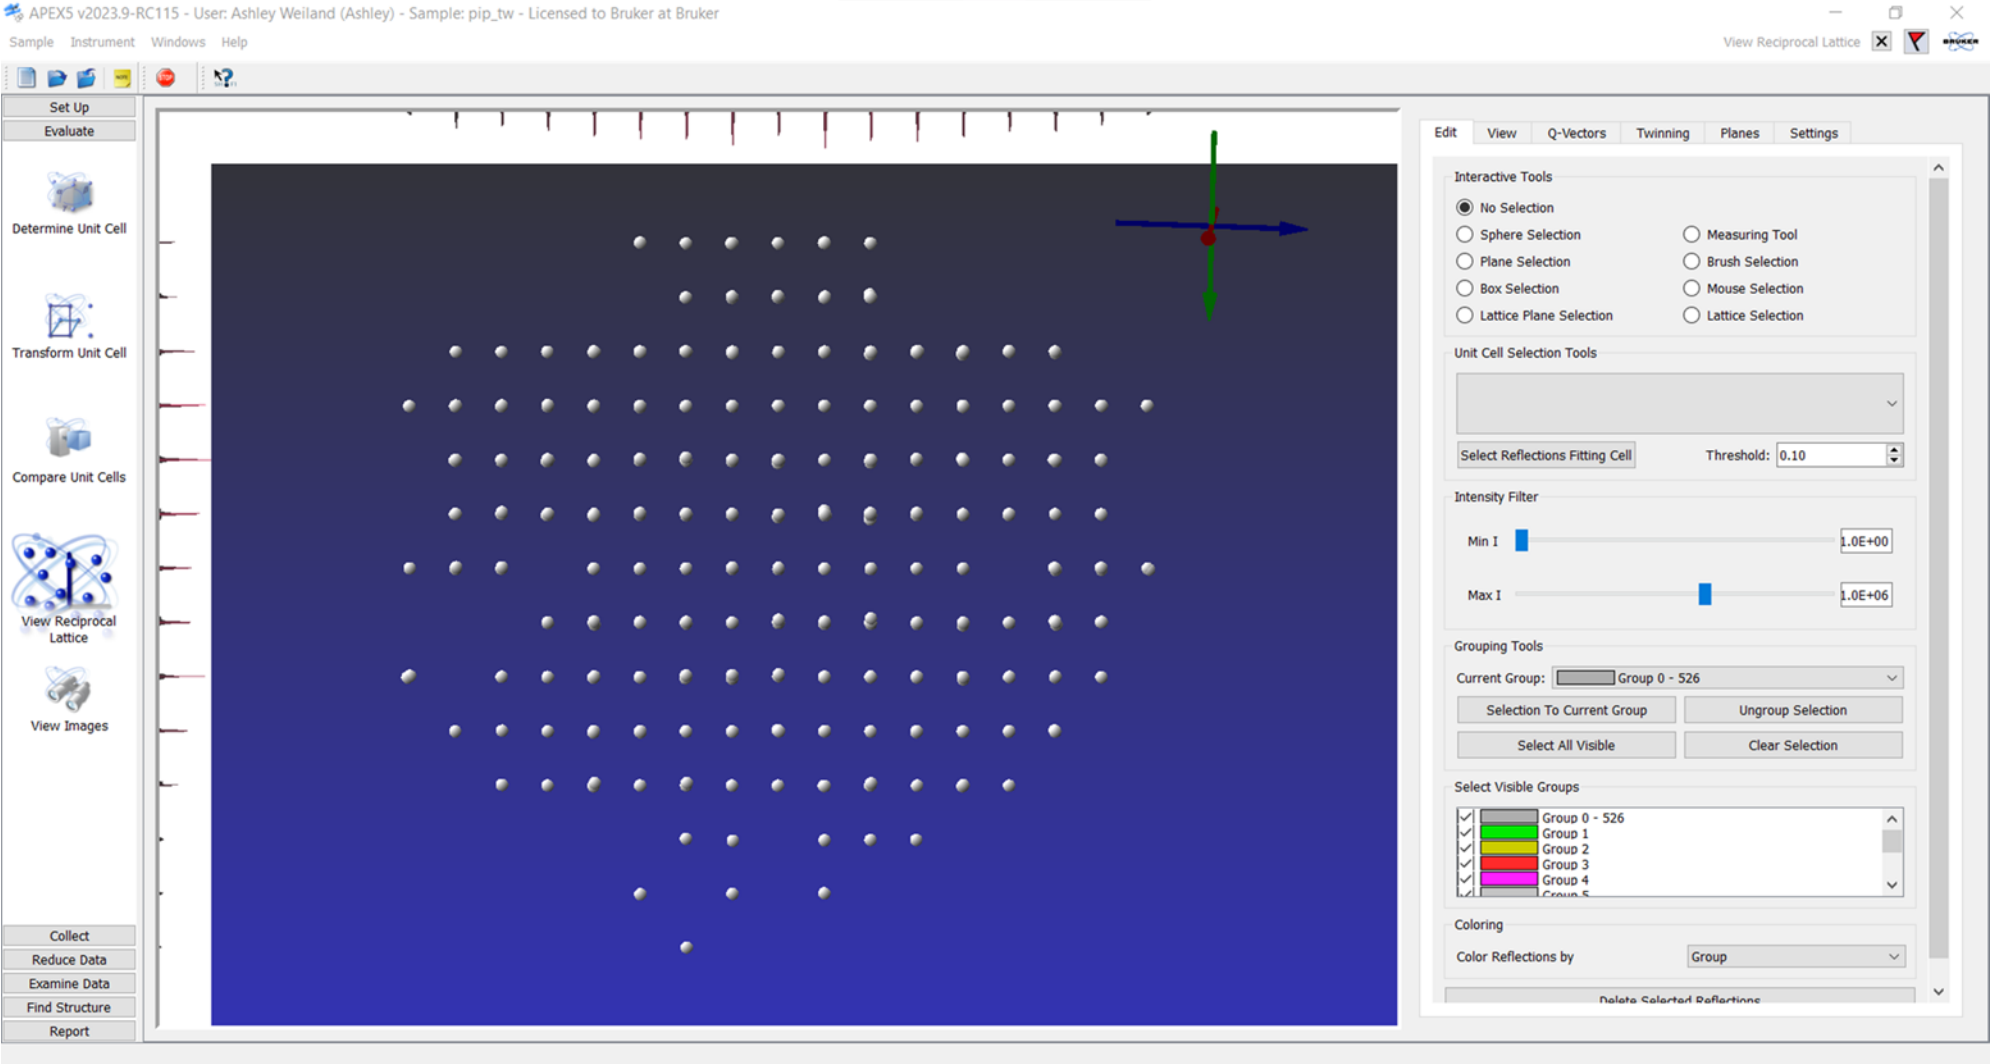 APEX5 v2023.9-RC115 - User: Ashley Weiland (Ashley) - Sample: pip_tw - Licensed to Bruker at Bruker
Sample Instrument Windows Help
View Reciprocal Lattice
BRUKER
NOTE
STOP
Set Up
Evaluate
Determine Unit Cell
Transform Unit Cell
Compare Unit Cells
View Reciprocal
Lattice
View Images
Collect
Reduce Data
Examine Data
Find Structure
Report
Edit View Q-Vectors Twinning Planes Settings
Interactive Tools
No Selection
Sphere Selection Measuring Tool
Plane Selection Brush Selection
Box Selection Mouse Selection
Lattice Plane Selection Lattice Selection
Unit Cell Selection Tools
Select Reflections Fitting Cell Threshold: 0.10
Intensity Filter
Min I 1.0E+00
Max I 1.0E+06
Grouping Tools
Current Group: Group 0 - 526
Selection To Current Group Ungroup Selection
Select All Visible Clear Selection
Select Visible Groups
Group 0 - 526
Group 1
Group 2
Group 3
Group 4
Group 5
Coloring
Color Reflections by Group
Delete Selected Reflections